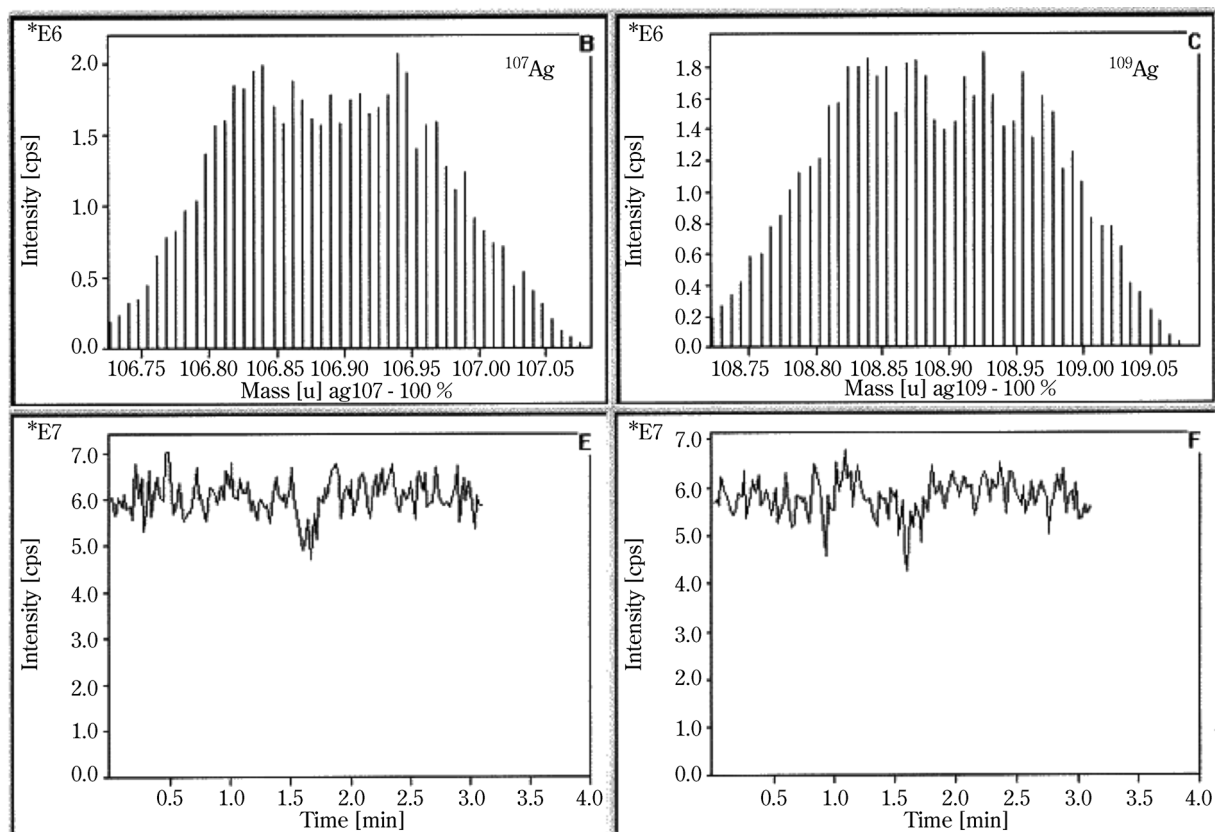 *E6
B
¹⁰⁷Ag
Intensity [cps]
2.0
1.5
1.0
0.5
0.0
106.75 106.80 106.85 106.90 106.95 107.00 107.05
Mass [u] ag107 - 100 %
*E6
C
¹⁰⁹Ag
Intensity [cps]
1.8
1.6
1.4
1.2
1.0
0.8
0.6
0.4
0.2
0.0
108.75 108.80 108.85 108.90 108.95 109.00 109.05
Mass [u] ag109 - 100 %
*E7
E
Intensity [cps]
7.0
6.0
5.0
4.0
3.0
2.0
1.0
0.0
0.5 1.0 1.5 2.0 2.5 3.0 3.5 4.0
Time [min]
*E7
F
Intensity [cps]
7.0
6.0
5.0
4.0
3.0
2.0
1.0
0.0
0.5 1.0 1.5 2.0 2.5 3.0 3.5 4.0
Time [min]